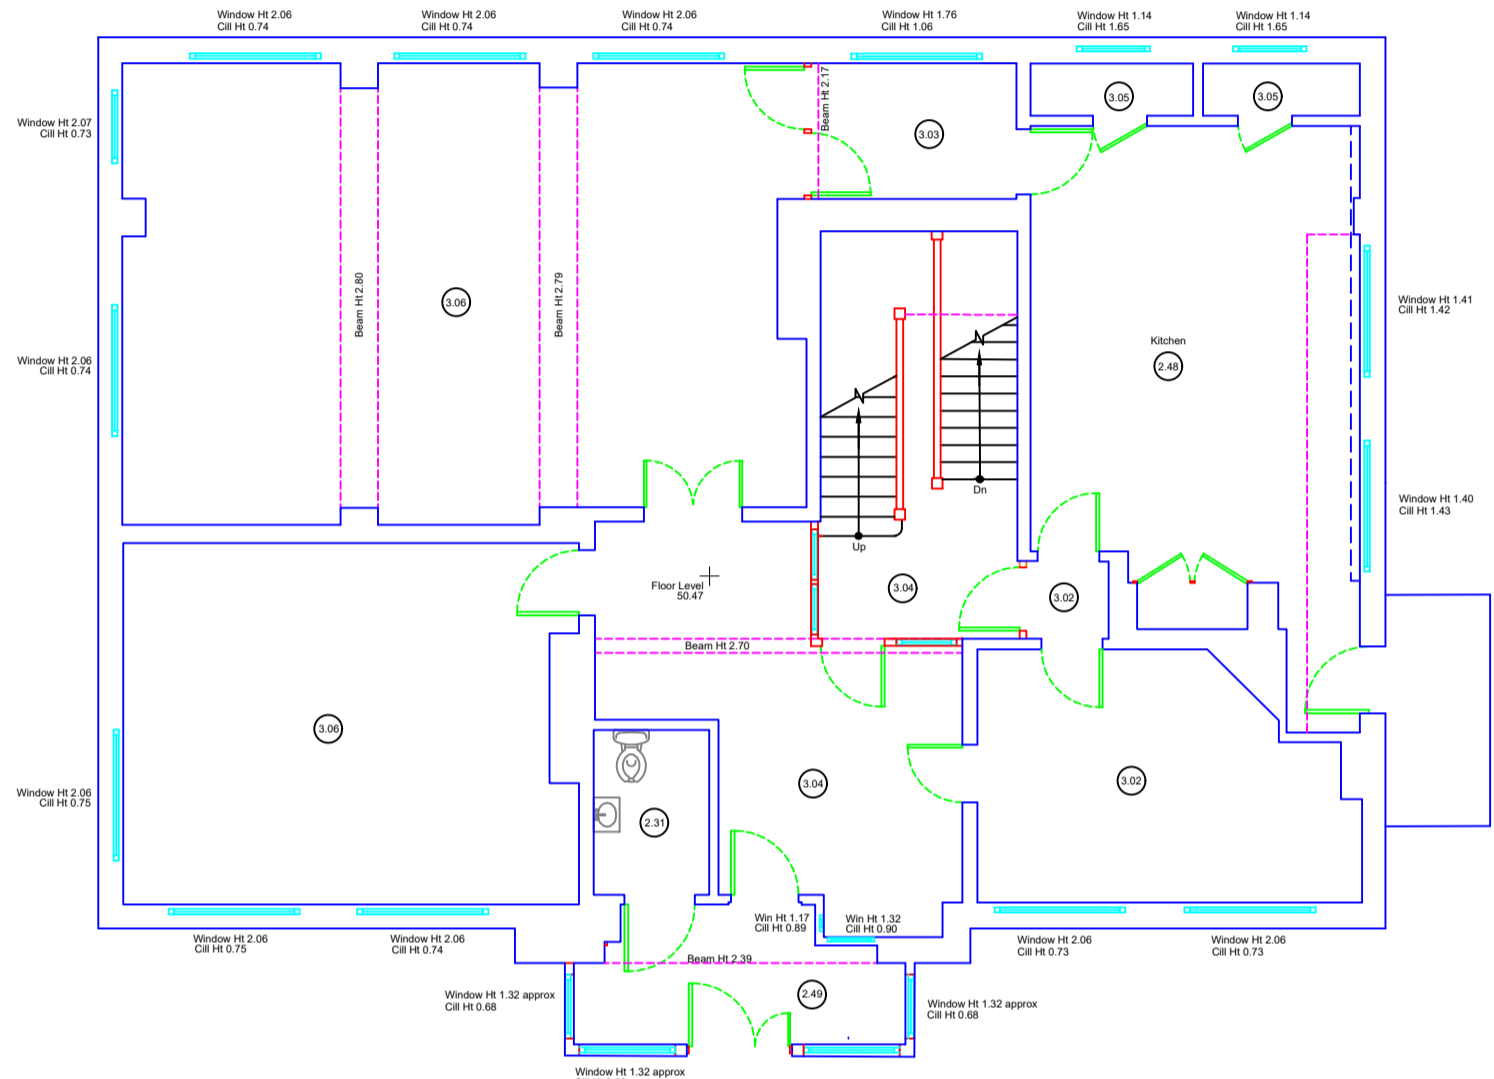 Window Ht 2.06
Cill Ht 0.74
Window Ht 2.06
Cill Ht 0.74
Window Ht 2.06
Cill Ht 0.74
Window Ht 1.76
Cill Ht 1.06
Window Ht 1.14
Cill Ht 1.65
Window Ht 1.14
Cill Ht 1.65
Window Ht 2.07
Cill Ht 0.73
Beam Ht 2.17
3.03
3.05
3.05
Beam Ht 2.80
3.06
Beam Ht 2.79
Window Ht 1.41
Cill Ht 1.42
Kitchen
2.48
Window Ht 2.06
Cill Ht 0.74
Window Ht 1.40
Cill Ht 1.43
Dn
Up
Floor Level
50.47
3.04
3.02
Beam Ht 2.70
3.06
3.04
3.02
Window Ht 2.06
Cill Ht 0.75
2.31
Win Ht 1.17
Cill Ht 0.89
Win Ht 1.32
Cill Ht 0.90
Window Ht 2.06
Cill Ht 0.75
Window Ht 2.06
Cill Ht 0.74
Window Ht 2.06
Cill Ht 0.73
Window Ht 2.06
Cill Ht 0.73
Beam Ht 2.39
2.49
Window Ht 1.32 approx
Cill Ht 0.68
Window Ht 1.32 approx
Cill Ht 0.68
Window Ht 1.32 approx